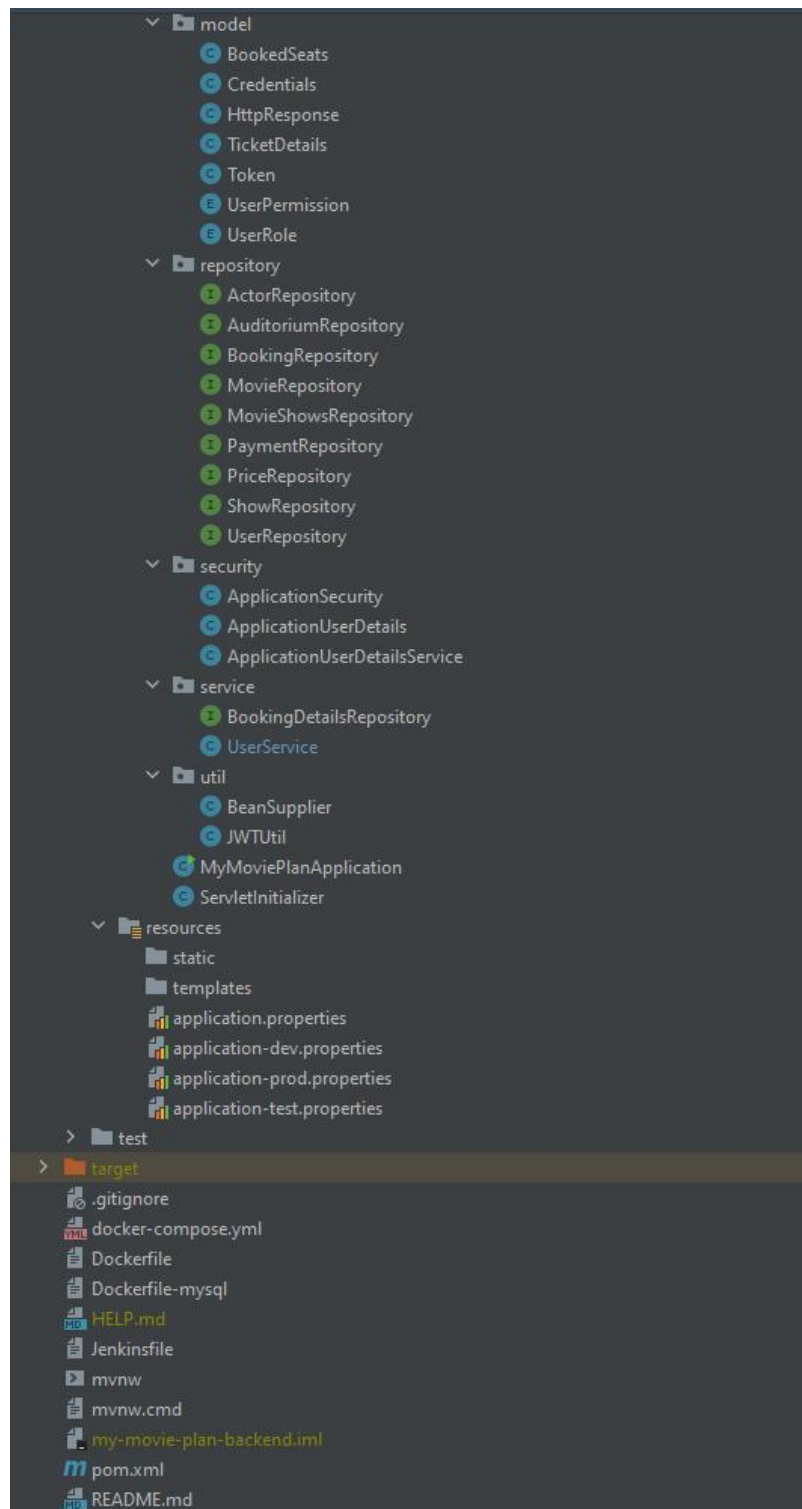 model
BookedSeats
Credentials
HttpResponse
TicketDetails
Token
UserPermission
UserRole
repository
ActorRepository
AuditoriumRepository
BookingRepository
MovieRepository
MovieShowsRepository
PaymentRepository
PriceRepository
ShowRepository
UserRepository
security
ApplicationSecurity
ApplicationUserDetails
ApplicationUserDetailsService
service
BookingDetailsRepository
UserService
util
BeanSupplier
JWTUtil
MyMoviePlanApplication
ServletInitializer
resources
static
templates
application.properties
application-dev.properties
application-prod.properties
application-test.properties
test
target
.gitignore
docker-compose.yml
Dockerfile
Dockerfile-mysql
HELP.md
Jenkinsfile
mvnw
mvnw.cmd
my-movie-plan-backend.iml
pom.xml
README.md